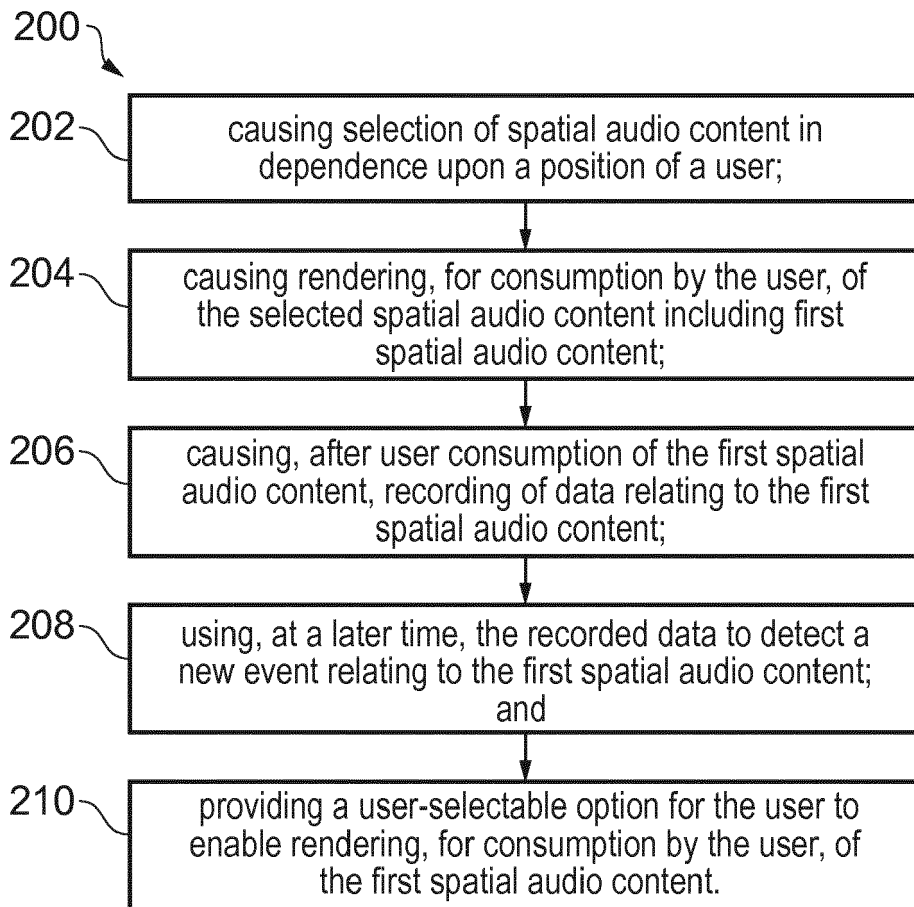 200
202
causing selection of spatial audio content in
dependence upon a position of a user;
204
causing rendering, for consumption by the user, of
the selected spatial audio content including first
spatial audio content;
206
causing, after user consumption of the first spatial
audio content, recording of data relating to the first
spatial audio content;
208
using, at a later time, the recorded data to detect a
new event relating to the first spatial audio content;
and
210
providing a user-selectable option for the user to
enable rendering, for consumption by the user, of
the first spatial audio content.